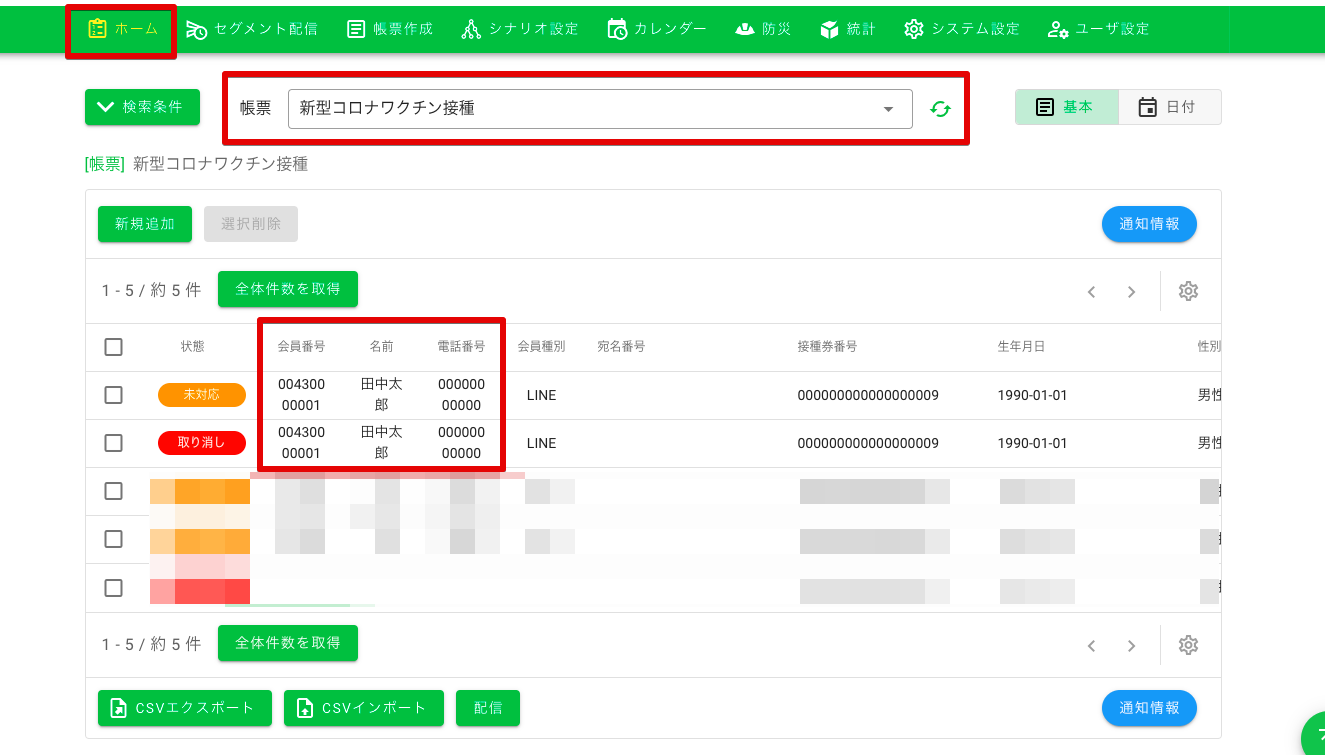 ホーム セグメント配信 帳票作成 シナリオ設定 カレンダー 防災 統計 システム設定 ユーザ設定
検索条件 帳票 新型コロナワクチン接種 基本 日付
[帳票] 新型コロナワクチン接種
新規追加 選択削除 通知情報
1 - 5 / 約 5 件 全体件数を取得
状態 会員番号 名前 電話番号 会員種別 宛名番号 接種券番号 生年月日 性別
未対応 00430000001 田中太郎 00000000000 LINE 000000000000000009 1990-01-01 男性
取り消し 00430000001 田中太郎 00000000000 LINE 000000000000000009 1990-01-01 男性
1 - 5 / 約 5 件 全体件数を取得
CSVエクスポート CSVインポート 配信 通知情報